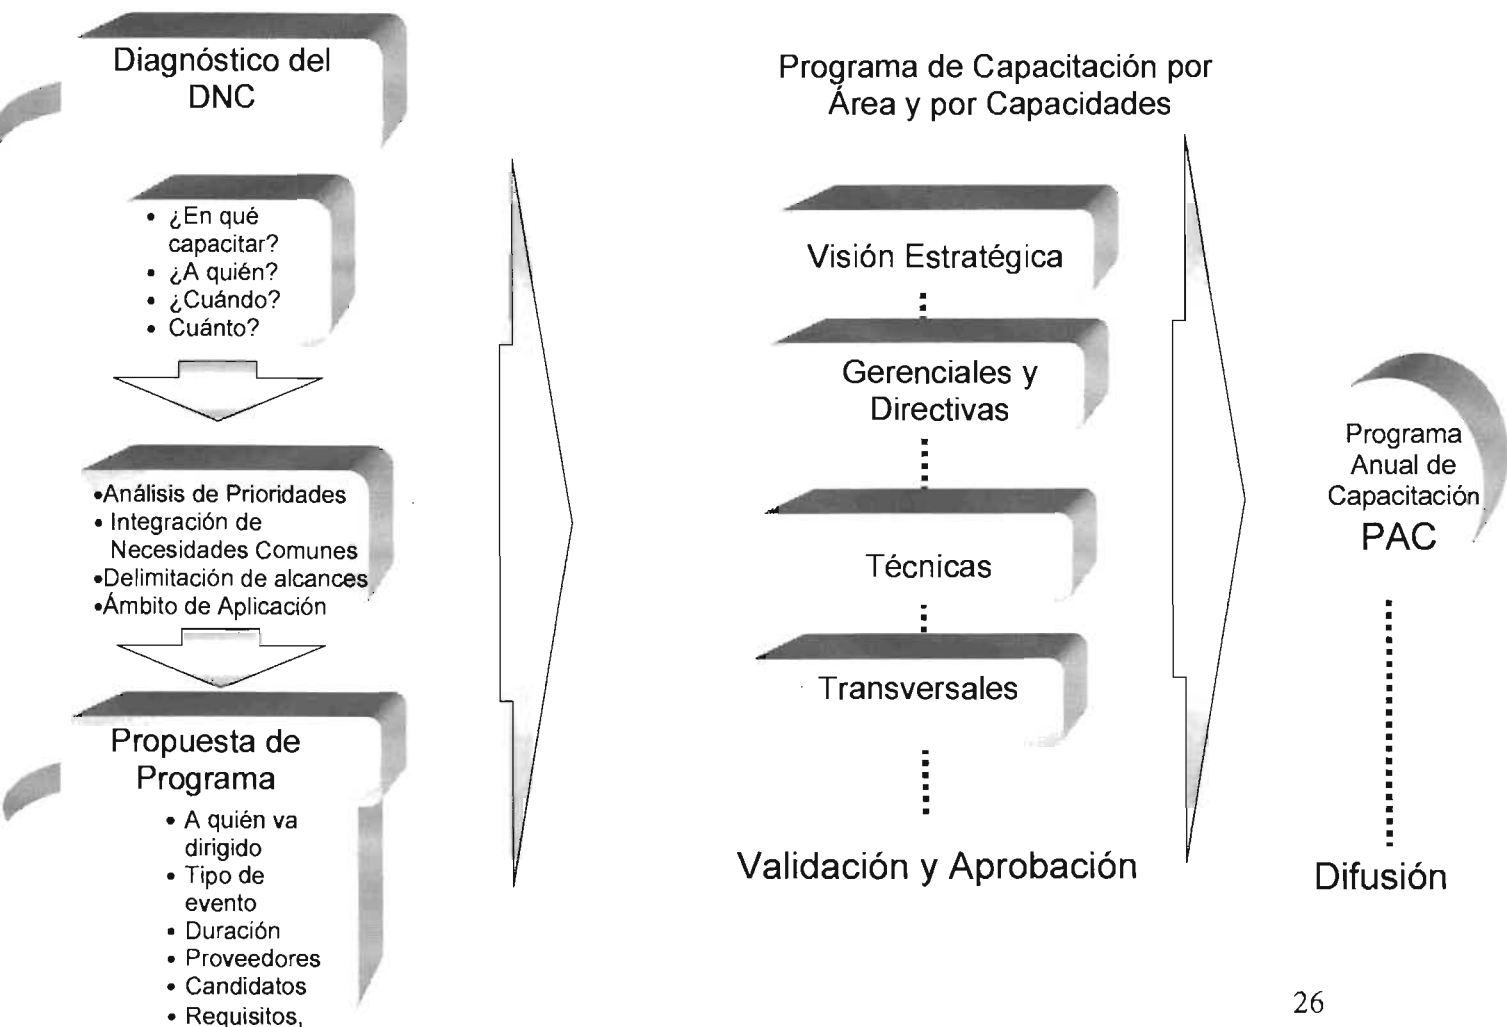 Diagnóstico del
DNC
• ¿En qué
capacitar?
• ¿A quién?
• ¿Cuándo?
• Cuánto?
•Análisis de Prioridades
• Integración de
Necesidades Comunes
•Delimitación de alcances
•Ámbito de Aplicación
Propuesta de
Programa
• A quién va
dirigido
• Tipo de
evento
• Duración
• Proveedores
• Candidatos
• Requisitos,
Programa de Capacitación por
Área y por Capacidades
Visión Estratégica
Gerenciales y
Directivas
Técnicas
Transversales
Validación y Aprobación
Programa
Anual de
Capacitación
PAC
Difusión
26